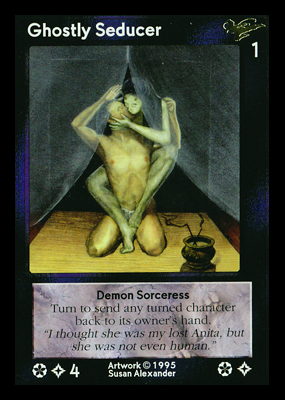 Ghostly Seducer
1
Demon Sorceress
Turn to send any turned character
back to its owner's hand.
"I thought she was my lost Anita, but
she was not even human."
4
Artwork © 1995
Susan Alexander